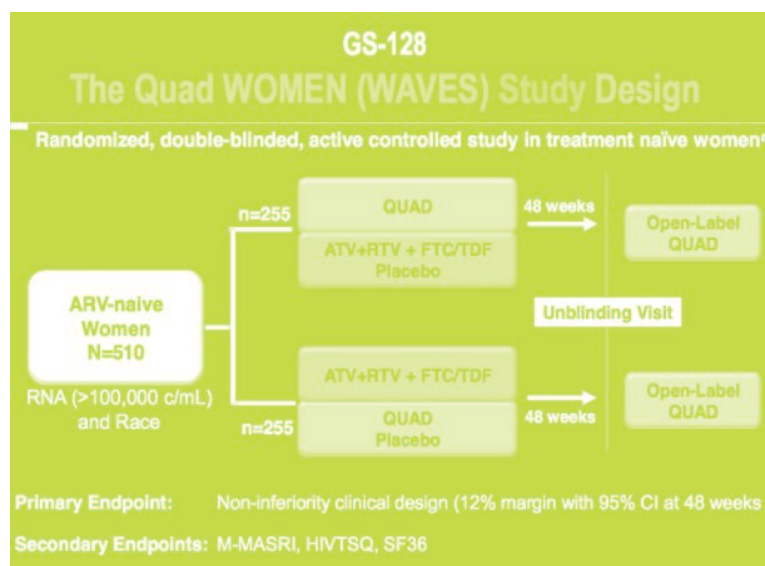 GS-128
The Quad WOMEN (WAVES) Study Design
Randomized, double-blinded, active controlled study in treatment naïve women
n=255
QUAD
48 weeks
ATV+RTV + FTC/TDF
Placebo
Open-Label
QUAD
ARV-naive
Women
N=510
Unblinding Visit
RNA (>100,000 c/mL)
and Race
n=255
ATV+RTV + FTC/TDF
QUAD
Placebo
48 weeks
Open-Label
QUAD
Primary Endpoint: Non-inferiority clinical design (12% margin with 95% CI at 48 weeks
Secondary Endpoints: M-MASRI, HIVTSQ, SF36